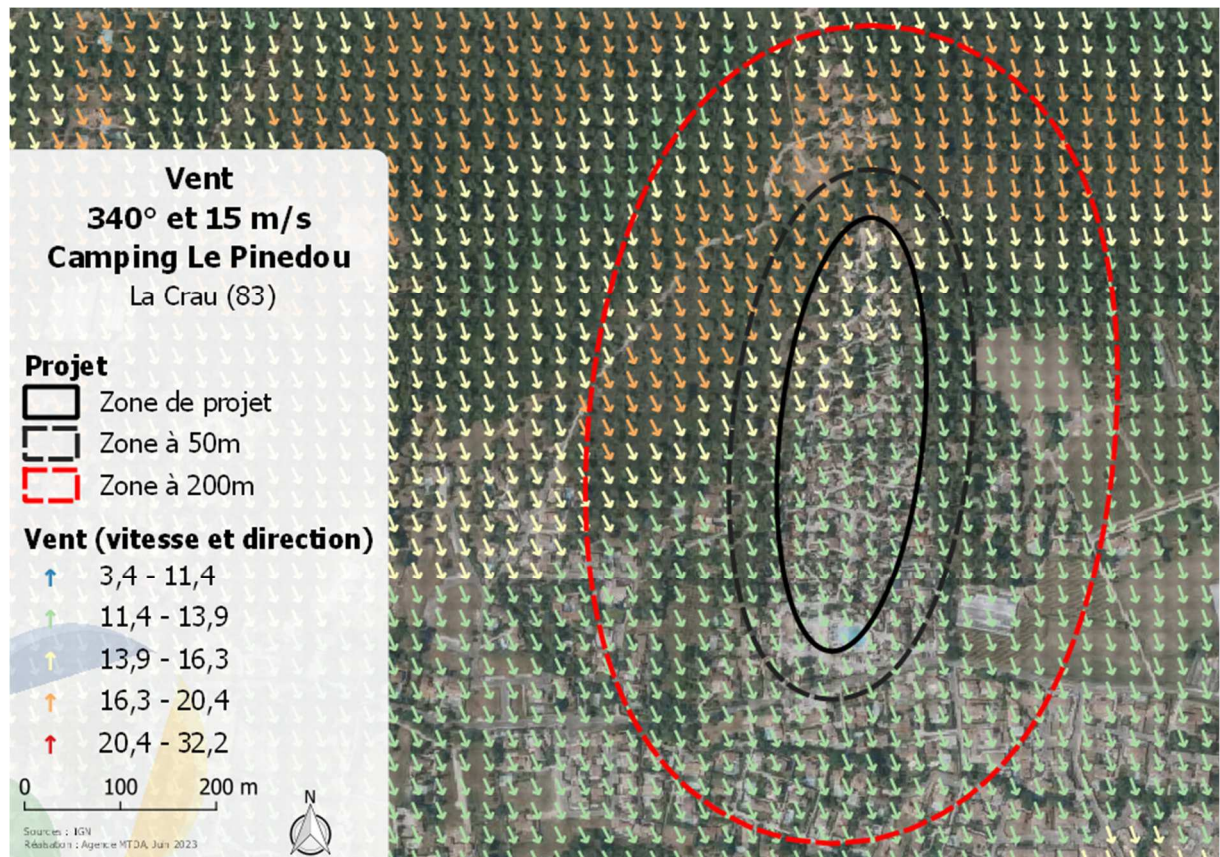 Vent
340° et 15 m/s
Camping Le Pinedou
La Crau (83)
Projet
Zone de projet
Zone à 50m
Zone à 200m
Vent (vitesse et direction)
3,4 - 11,4
11,4 - 13,9
13,9 - 16,3
16,3 - 20,4
20,4 - 32,2
0 100 200 m
N
Sources : IGN
Réalisation : Agence MTDA, Juin 2023